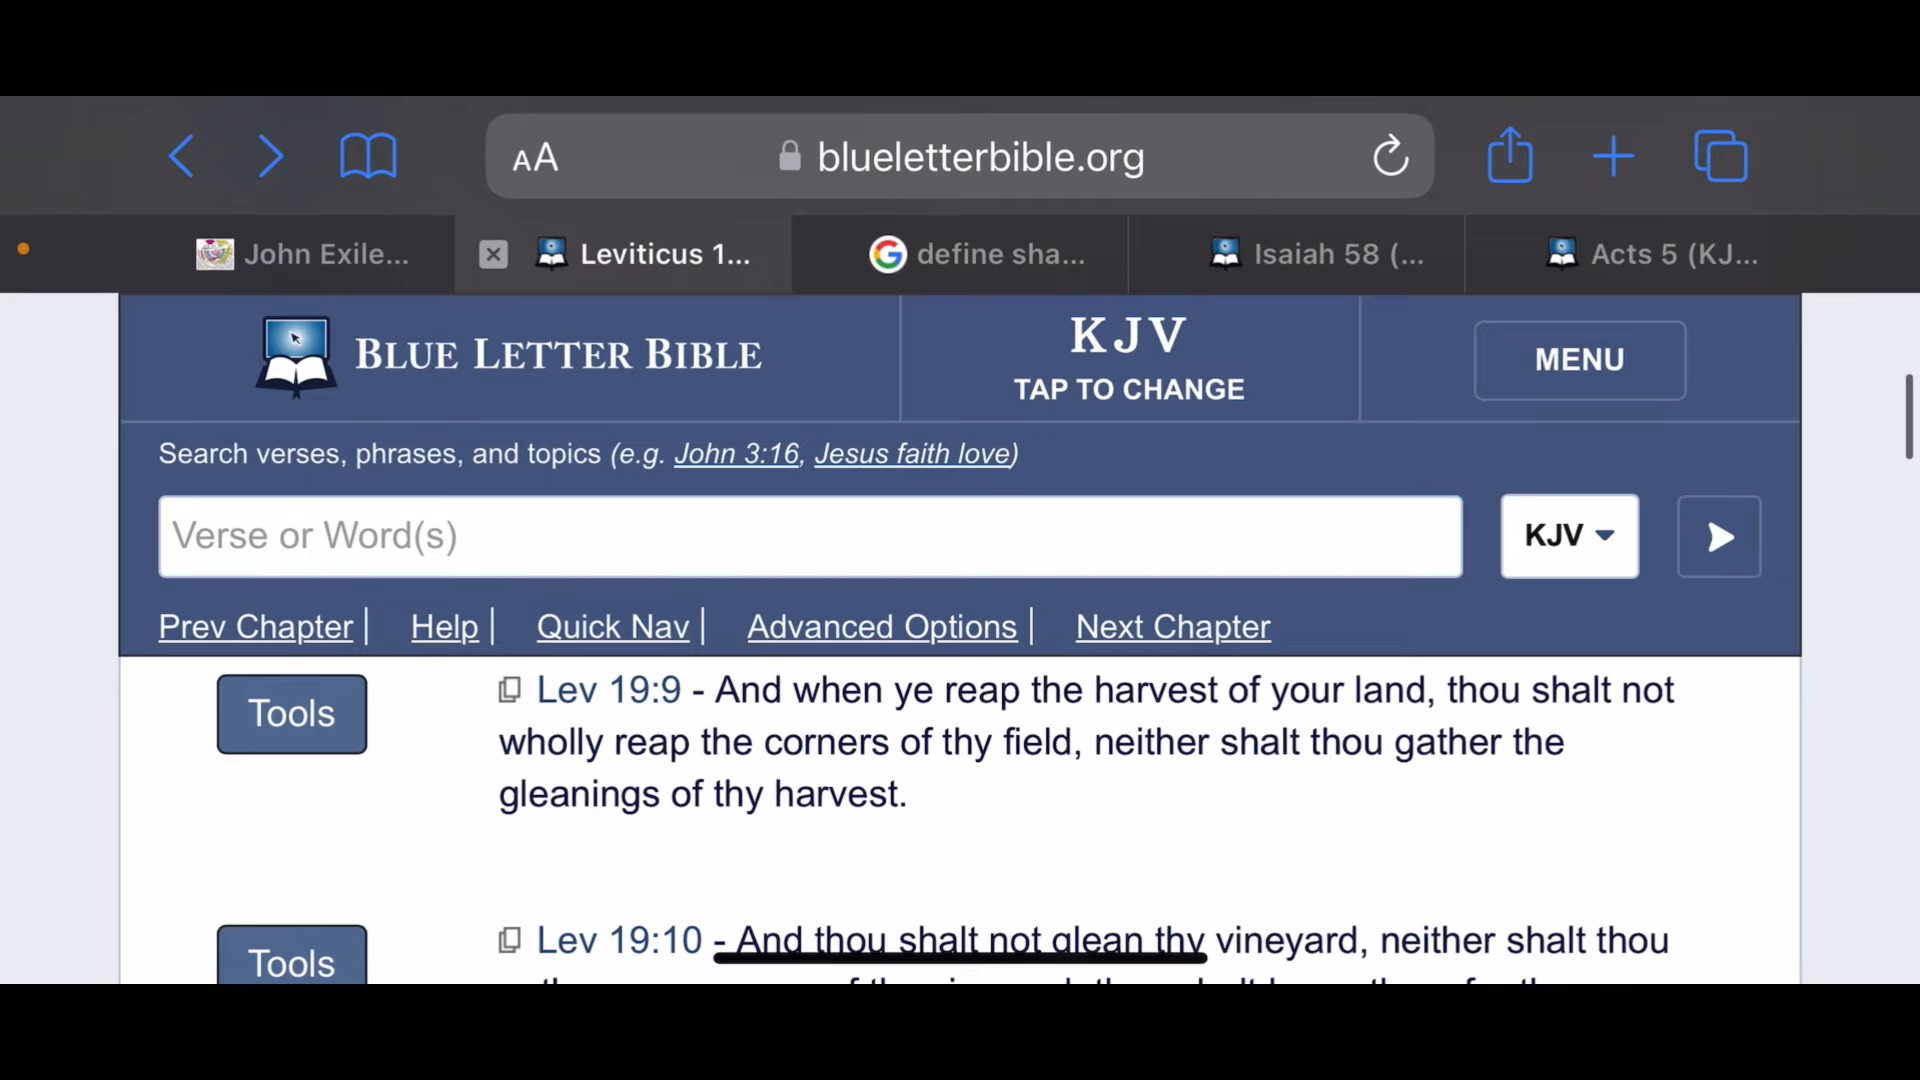 AA blueletterbible.org
John Exile... Leviticus 1... define sha... Isaiah 58 (... Acts 5 (KJ...
BLUE LETTER BIBLE
KJV
TAP TO CHANGE
MENU
Search verses, phrases, and topics (e.g. John 3:16, Jesus faith love)
Verse or Word(s)
KJV
Prev Chapter | Help | Quick Nav | Advanced Options | Next Chapter
Tools
Lev 19:9 - And when ye reap the harvest of your land, thou shalt not
wholly reap the corners of thy field, neither shalt thou gather the
gleanings of thy harvest.
Tools
Lev 19:10 - And thou shalt not glean thy vineyard, neither shalt thou